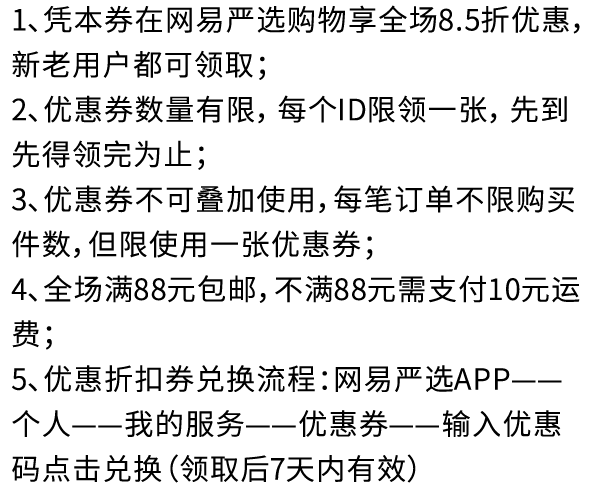 1、凭本券在网易严选购物享全场8.5折优惠，
新老用户都可领取；
2、优惠券数量有限，每个ID限领一张，先到
先得领完为止；
3、优惠券不可叠加使用，每笔订单不限购买
件数，但限使用一张优惠券；
4、全场满88元包邮，不满88元需支付10元运
费；
5、优惠折扣券兑换流程：网易严选APP——
个人——我的服务——优惠券——输入优惠
码点击兑换（领取后7天内有效）